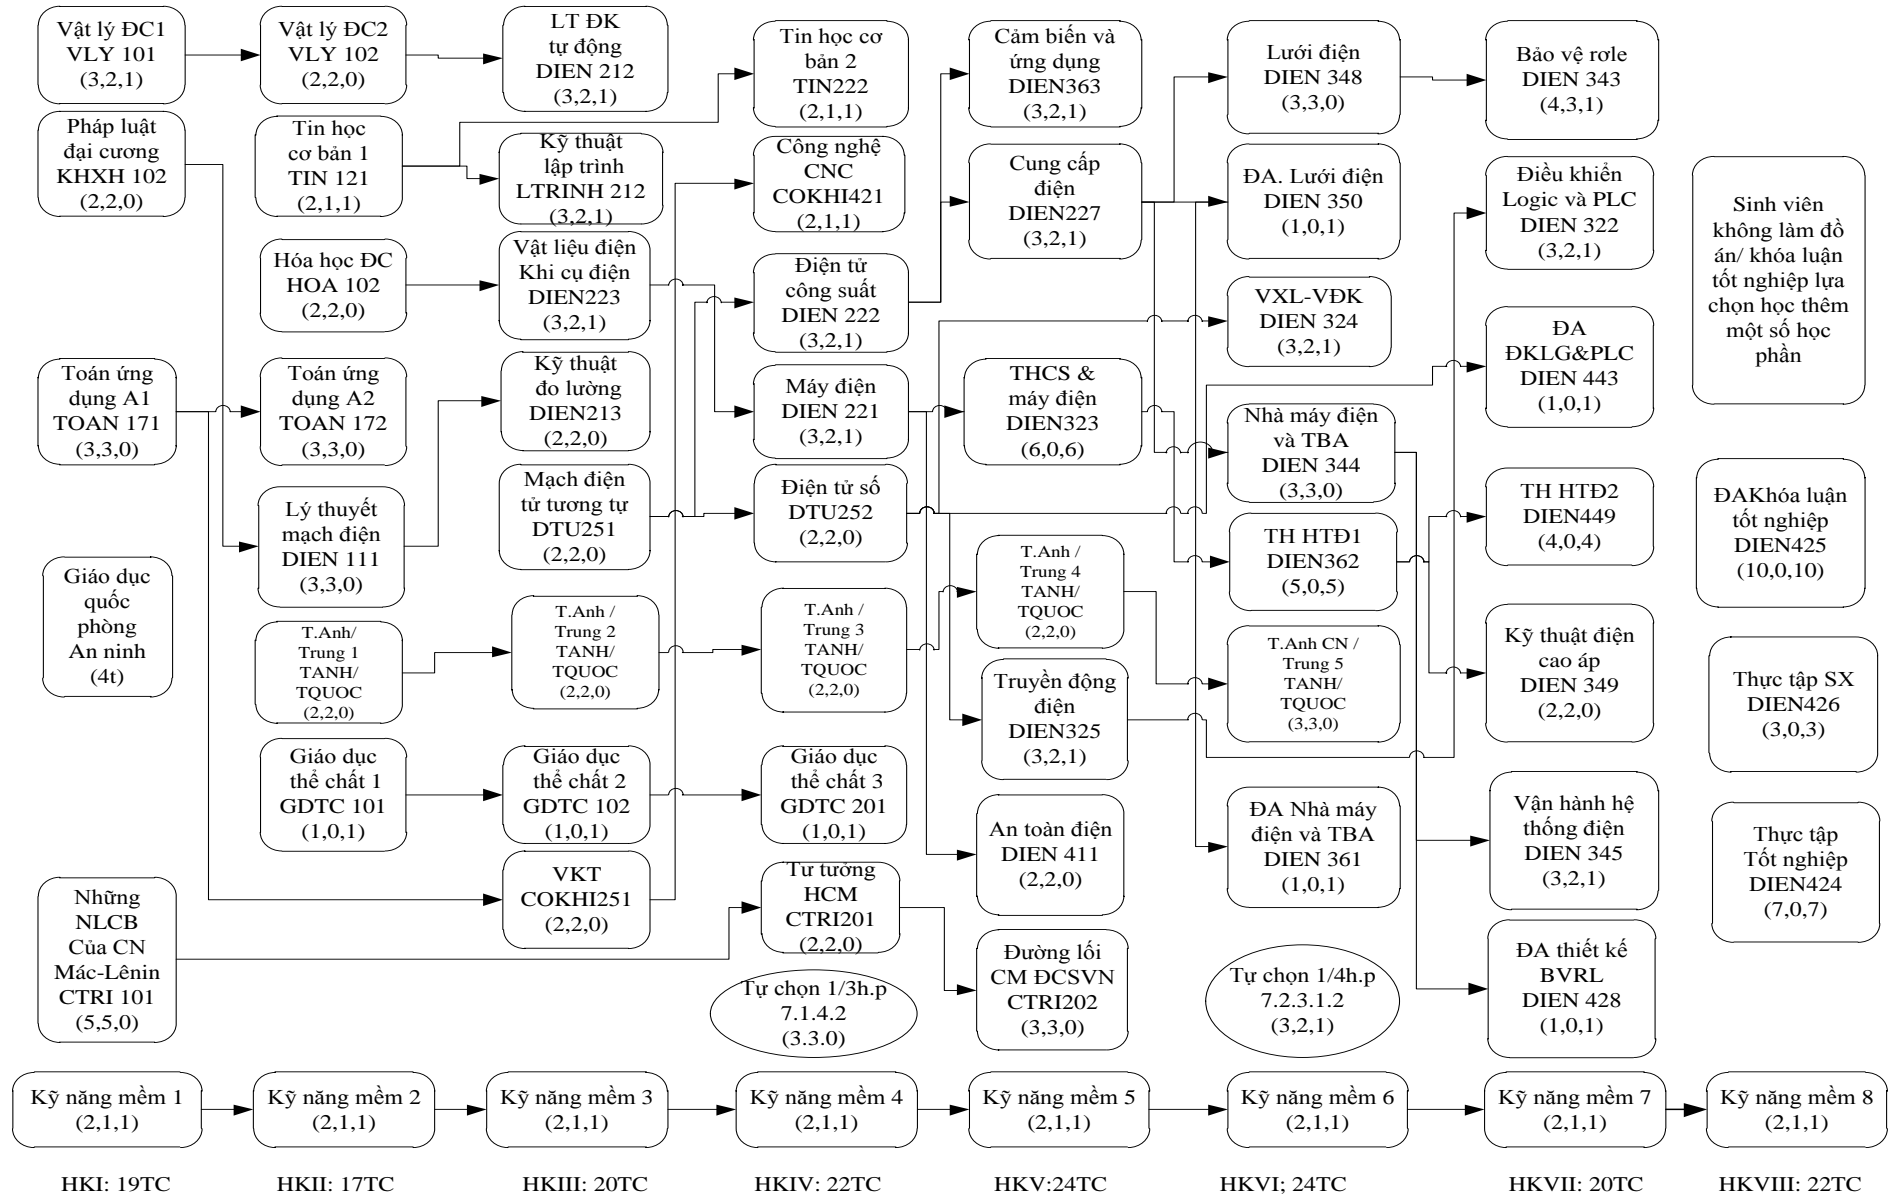 Vật lý ĐC1
VLY 101
(3,2,1)
Pháp luật
đại cương
KHXH 102
(2,2,0)
Toán ứng
dụng A1
TOAN 171
(3,3,0)
Giáo dục
quốc
phòng
An ninh
(4t)
Những
NLCB
Của CN
Mác-Lênin
CTRI 101
(5,5,0)
Kỹ năng mềm 1
(2,1,1)
HKI: 19TC
Vật lý ĐC2
VLY 102
(2,2,0)
Tin học
cơ bản 1
TIN 121
(2,1,1)
Hóa học ĐC
HOA 102
(2,2,0)
Toán ứng
dụng A2
TOAN 172
(3,3,0)
Lý thuyết
mạch điện
DIEN 111
(3,3,0)
T.Anh/
Trung 1
TANH/
TQUOC
(2,2,0)
Giáo dục
thể chất 1
GDTC 101
(1,0,1)
Kỹ năng mềm 2
(2,1,1)
HKII: 17TC
LT ĐK
tự động
DIEN 212
(3,2,1)
Kỹ thuật
lập trình
LTRINH 212
(3,2,1)
Vật liệu điện
Khi cụ điện
DIEN223
(3,2,1)
Kỹ thuật
đo lường
DIEN213
(2,2,0)
Mạch điện
tử tương tự
DTU251
(2,2,0)
T.Anh /
Trung 2
TANH/
TQUOC
(2,2,0)
Giáo dục
thể chất 2
GDTC 102
(1,0,1)
VKT
COKHI251
(2,2,0)
Kỹ năng mềm 3
(2,1,1)
HKIII: 20TC
Tin học cơ
bản 2
TIN222
(2,1,1)
Công nghệ
CNC
COKHI421
(2,1,1)
Điện tử
công suất
DIEN 222
(3,2,1)
Máy điện
DIEN 221
(3,2,1)
Điện tử số
DTU252
(2,2,0)
T.Anh /
Trung 3
TANH/
TQUOC
(2,2,0)
Giáo dục
thể chất 3
GDTC 201
(1,0,1)
Tư tưởng
HCM
CTRI201
(2,2,0)
Tự chọn 1/3h.p
7.1.4.2
(3.3.0)
Kỹ năng mềm 4
(2,1,1)
HKIV: 22TC
Cảm biến và
ứng dụng
DIEN363
(3,2,1)
Cung cấp
điện
DIEN227
(3,2,1)
THCS &
máy điện
DIEN323
(6,0,6)
T.Anh /
Trung 4
TANH/
TQUOC
(2,2,0)
Truyền động
điện
DIEN325
(3,2,1)
An toàn điện
DIEN 411
(2,2,0)
Đường lối
CM ĐCSVN
CTRI202
(3,3,0)
Kỹ năng mềm 5
(2,1,1)
HKV:24TC
Lưới điện
DIEN 348
(3,3,0)
ĐA. Lưới điện
DIEN 350
(1,0,1)
VXL-VĐK
DIEN 324
(3,2,1)
Nhà máy điện
và TBA
DIEN 344
(3,3,0)
TH HTĐ1
DIEN362
(5,0,5)
T.Anh CN /
Trung 5
TANH/
TQUOC
(3,3,0)
ĐA Nhà máy
điện và TBA
DIEN 361
(1,0,1)
Tự chọn 1/4h.p
7.2.3.1.2
(3,2,1)
Kỹ năng mềm 6
(2,1,1)
HKVI; 24TC
Bảo vệ rơle
DIEN 343
(4,3,1)
Điều khiển
Logic và PLC
DIEN 322
(3,2,1)
ĐA
ĐKLG&PLC
DIEN 443
(1,0,1)
TH HTĐ2
DIEN449
(4,0,4)
Kỹ thuật điện
cao áp
DIEN 349
(2,2,0)
Vận hành hệ
thống điện
DIEN 345
(3,2,1)
ĐA thiết kế
BVRL
DIEN 428
(1,0,1)
Kỹ năng mềm 7
(2,1,1)
HKVII: 20TC
Sinh viên
không làm đồ
án/ khóa luận
tốt nghiệp lựa
chọn học thêm
một số học
phần
ĐAKhóa luận
tốt nghiệp
DIEN425
(10,0,10)
Thực tập SX
DIEN426
(3,0,3)
Thực tập
Tốt nghiệp
DIEN424
(7,0,7)
Kỹ năng mềm 8
(2,1,1)
HKVIII: 22TC